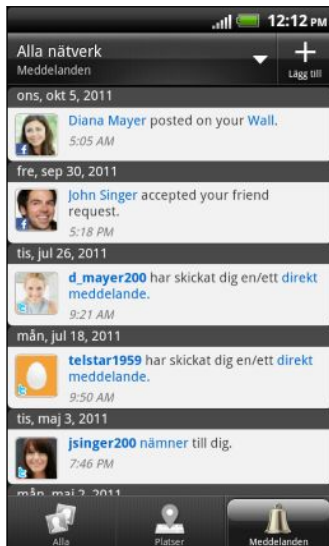 12:12 PM
Alla nätverk
Meddelanden
Lägg till
ons, okt 5, 2011
Diana Mayer posted on your Wall.
5:05 AM
fre, sep 30, 2011
John Singer accepted your friend
request.
5:18 PM
tis, jul 26, 2011
d_mayer200 har skickat dig en/ett direkt
meddelande.
9:21 AM
mån, jul 18, 2011
telstar1959 har skickat dig en/ett direkt
meddelande.
9:50 AM
tis, maj 3, 2011
jsinger200 nämner till dig.
7:46 PM
mån, maj 2, 2011
Alla
Platser
Meddelanden